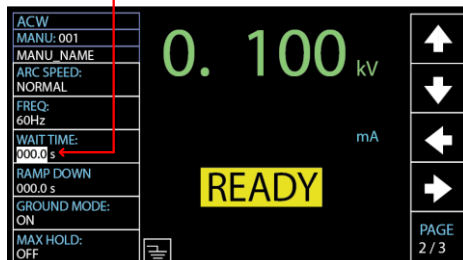 ACW
MANU: 001
MANU_NAME
ARC SPEED:
NORMAL
FREQ:
60Hz
WAIT TIME:
000.0 s
RAMP DOWN
000.0 s
GROUND MODE:
ON
MAX HOLD:
OFF
0. 100 kV
mA
READY
PAGE
2 / 3